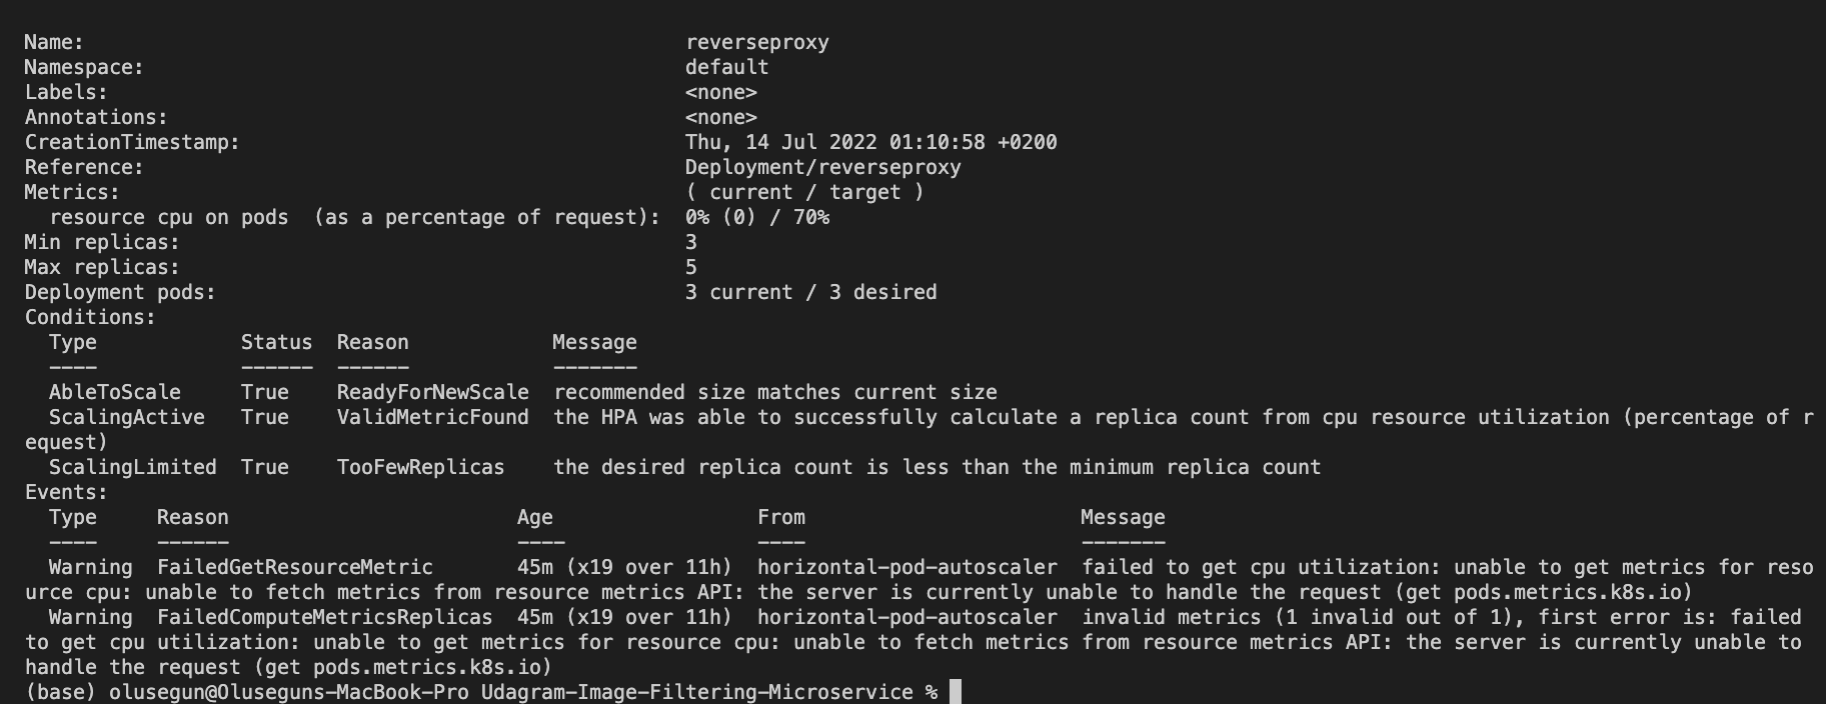 Name: reverseproxy
Namespace: default
Labels: <none>
Annotations: <none>
CreationTimestamp: Thu, 14 Jul 2022 01:10:58 +0200
Reference: Deployment/reverseproxy
Metrics: ( current / target )
resource cpu on pods (as a percentage of request): 0% (0) / 70%
Min replicas: 3
Max replicas: 5
Deployment pods: 3 current / 3 desired
Conditions:
Type Status Reason Message
---- ------ ------ -------
AbleToScale True ReadyForNewScale recommended size matches current size
ScalingActive True ValidMetricFound the HPA was able to successfully calculate a replica count from cpu resource utilization (percentage of r
equest)
ScalingLimited True TooFewReplicas the desired replica count is less than the minimum replica count
Events:
Type Reason Age From Message
---- ------ ---- ---- -------
Warning FailedGetResourceMetric 45m (x19 over 11h) horizontal-pod-autoscaler failed to get cpu utilization: unable to get metrics for reso
urce cpu: unable to fetch metrics from resource metrics API: the server is currently unable to handle the request (get pods.metrics.k8s.io)
Warning FailedComputeMetricsReplicas 45m (x19 over 11h) horizontal-pod-autoscaler invalid metrics (1 invalid out of 1), first error is: failed
to get cpu utilization: unable to get metrics for resource cpu: unable to fetch metrics from resource metrics API: the server is currently unable to
handle the request (get pods.metrics.k8s.io)
(base) olusegun@Oluseguns-MacBook-Pro Udagram-Image-Filtering-Microservice %